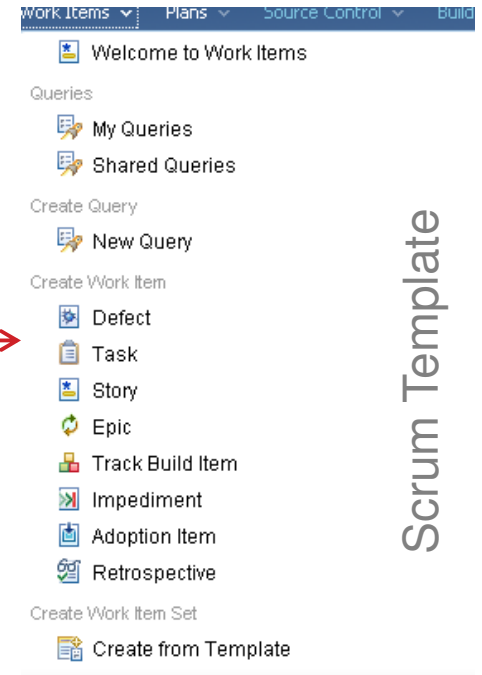 Work Items Plans Source Control Build
Welcome to Work Items
Queries
My Queries
Shared Queries
Create Query
New Query
Create Work Item
Defect
Task
Story
Epic
Track Build Item
Impediment
Adoption Item
Retrospective
Create Work Item Set
Create from Template
Scrum Template